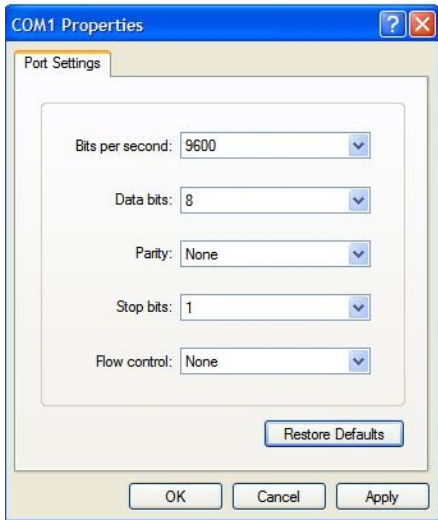 COM1 Properties
Port Settings
Bits per second: 9600
Data bits: 8
Parity: None
Stop bits: 1
Flow control: None
Restore Defaults
OK Cancel Apply